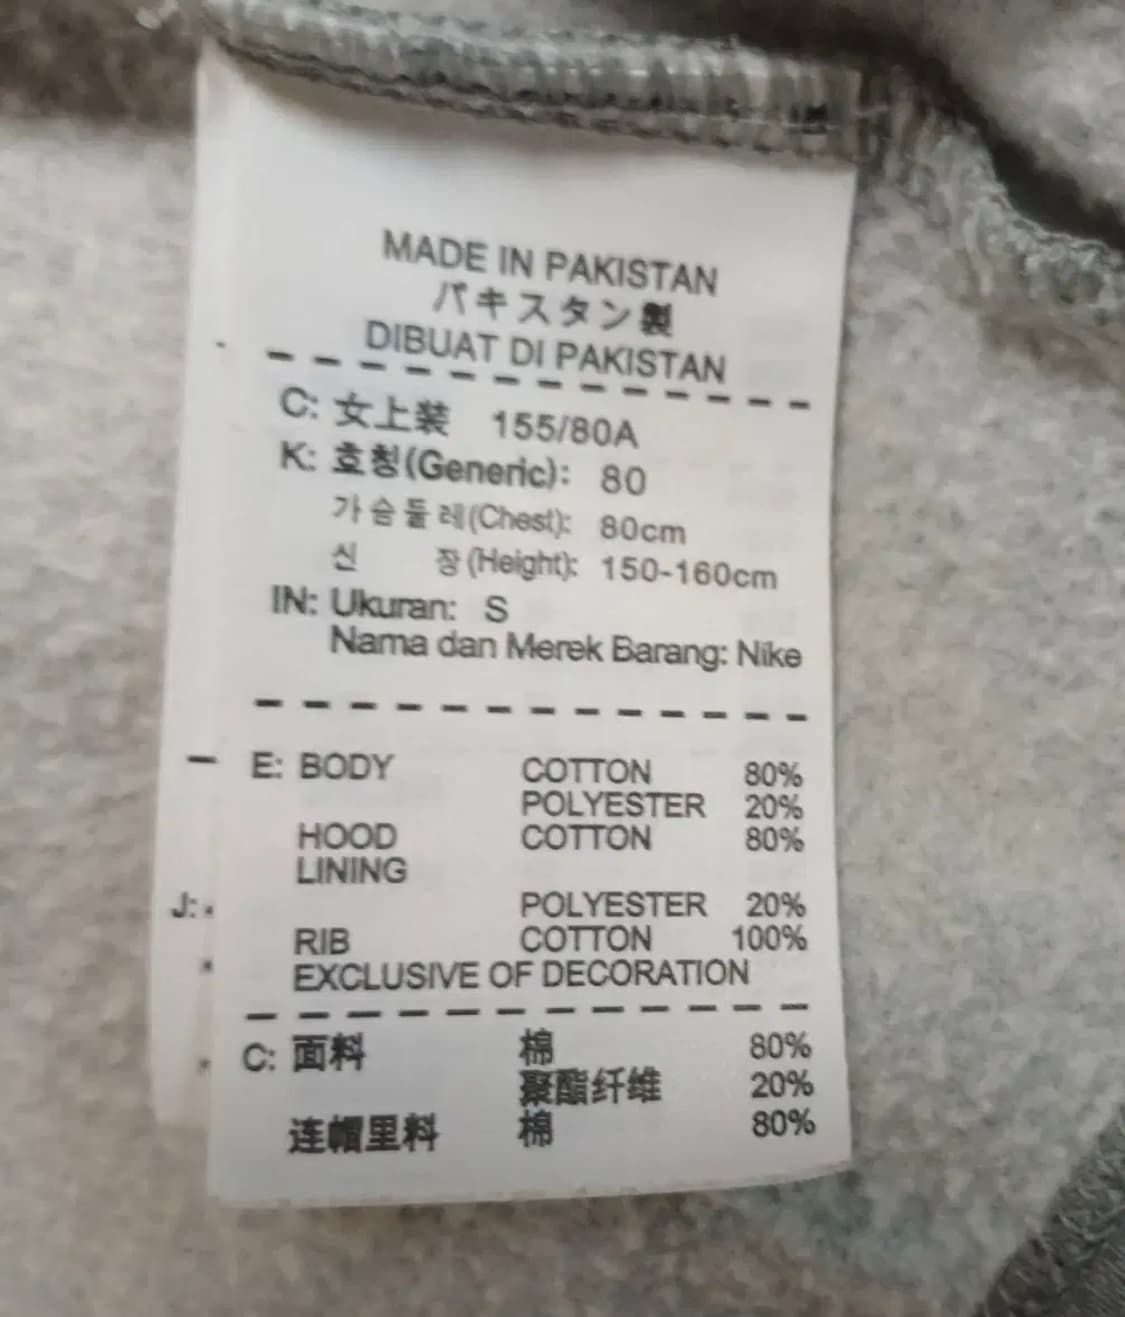 MADE IN PAKISTAN
パキスタン製
DIBUAT DI PAKISTAN
C: 女上装 155/80A
K: 호칭(Generic): 80
가슴둘레(Chest): 80cm
신 장(Height): 150-160cm
IN: Ukuran: S
Nama dan Merek Barang: Nike
E: BODY COTTON 80%
POLYESTER 20%
HOOD COTTON 80%
LINING
J: POLYESTER 20%
RIB COTTON 100%
EXCLUSIVE OF DECORATION
C: 面料 棉 80%
聚酯纤维 20%
连帽里料 棉 80%